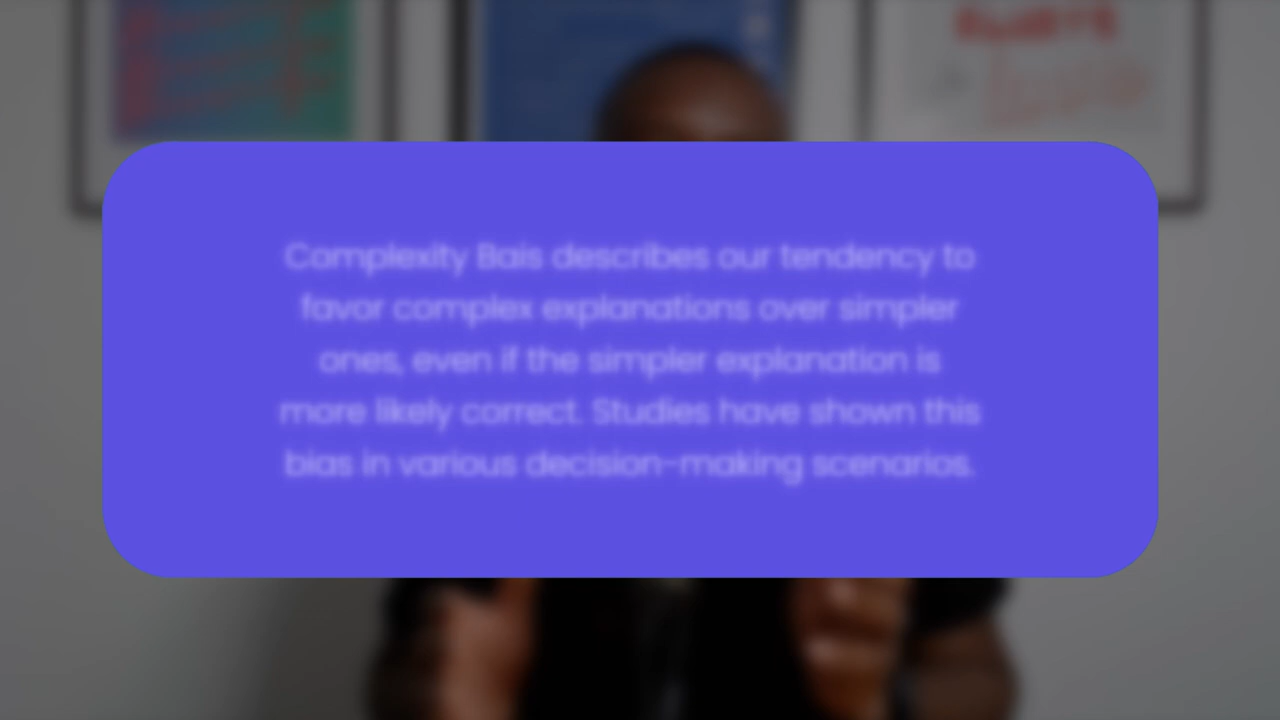 Complexity Bais describes our tendency to
favor complex explanations over simpler
ones, even if the simpler explanation is
more likely correct. Studies have shown this
bias in various decision-making scenarios.